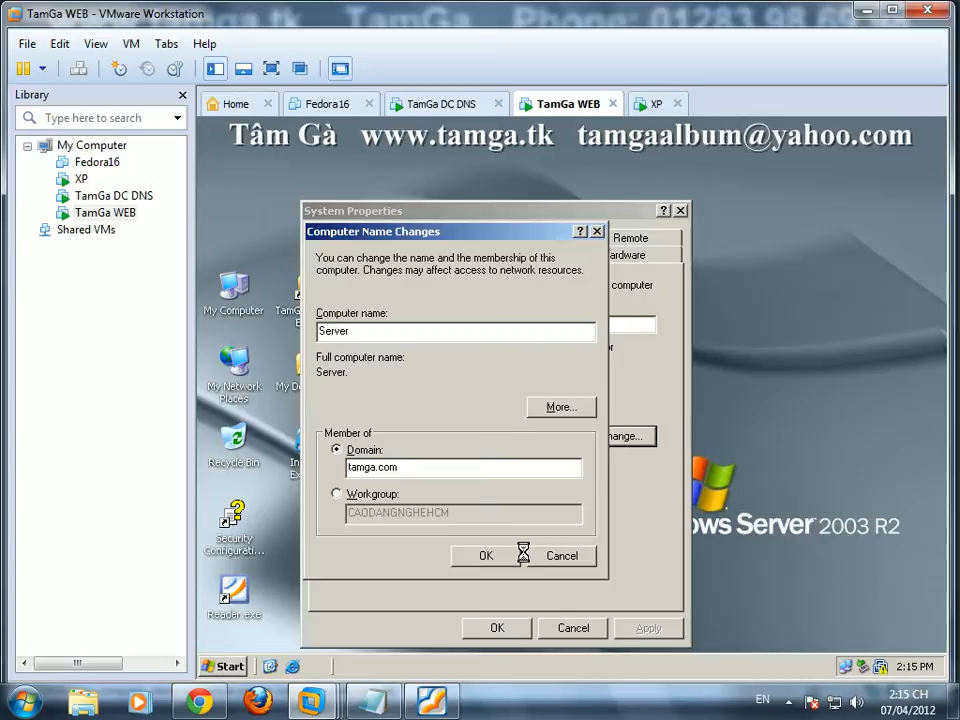 TamGa WEB - VMware Workstation
File Edit View VM Tabs Help
Library
Type here to search
My Computer
Fedora16
XP
TamGa DC DNS
TamGa WEB
Shared VMs
Home
Fedora16
TamGa DC DNS
TamGa WEB
XP
Tâm Gà www.tamga.tk tamgaalbum@yahoo.com
My Computer
My Network
Places
Recycle Bin
Security
Configurati...
Readar.exe
System Properties
Remote
ardware
computer
Computer Name Changes
You can change the name and the membership of this
computer. Changes may affect access to network resources.
Computer name:
Server
Full computer name:
Server.
More...
Member of
Domain:
tamga.com
Workgroup:
CAODANGNGHEHCM
OK Cancel
hange...
OK Cancel Apply
ows Server 2003 R2
Start
2:15 PM
EN
2:15 CH
07/04/2012